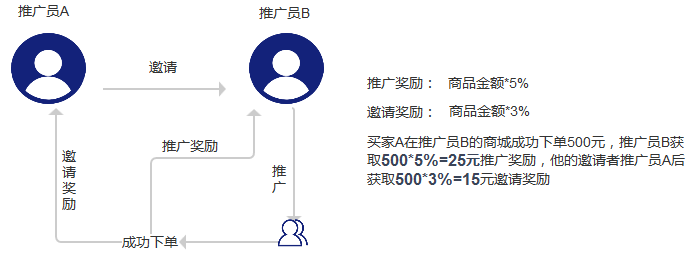 推广员A
推广员B
邀请
推广奖励： 商品金额*5%
邀请奖励： 商品金额*3%
买家A在推广员B的商城成功下单500元，推广员B获
取500*5%=25元推广奖励，他的邀请者推广员A后
获取500*3%=15元邀请奖励
邀请奖励
推广奖励
推广
成功下单